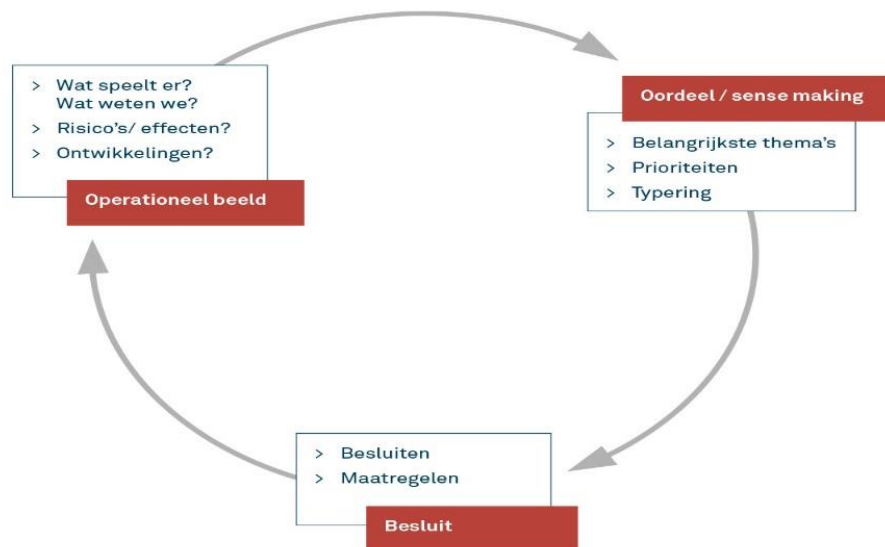 > Wat speelt er?
Wat weten we?
> Risico's/ effecten?
> Ontwikkelingen?
Operationeel beeld
Oordeel / sense making
> Belangrijkste thema's
> Prioriteiten
> Typering
> Besluiten
> Maatregelen
Besluit